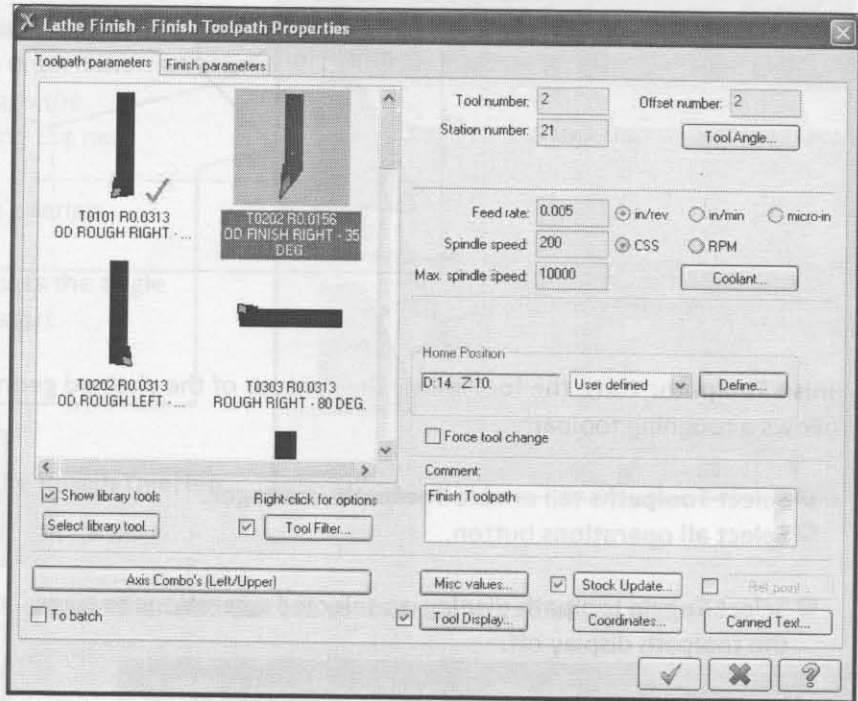 Lathe Finish - Finish Toolpath Properties
Toolpath parameters
Finish parameters
T0101 R0.0313
OD ROUGH RIGHT - ...
T0202 R0.0156
OD FINISH RIGHT - 35
DEG.
T0202 R0.0313
OD ROUGH LEFT - ...
T0303 R0.0313
ROUGH RIGHT - 80 DEG.
Show library tools
Right-click for options
Select library tool...
Tool Filter...
Axis Combo's (Left/Upper)
To batch
Tool number: 2
Offset number: 2
Station number: 21
Tool Angle...
Feed rate: 0.005
in/rev
in/min
micro-in
Spindle speed: 200
CSS
RPM
Max. spindle speed: 10000
Coolant...
Home Position
D:14. Z:10.
User defined
Define...
Force tool change
Comment:
Finish Toolpath
Misc values...
Stock Update...
Ref point...
Tool Display...
Coordinates...
Canned Text...